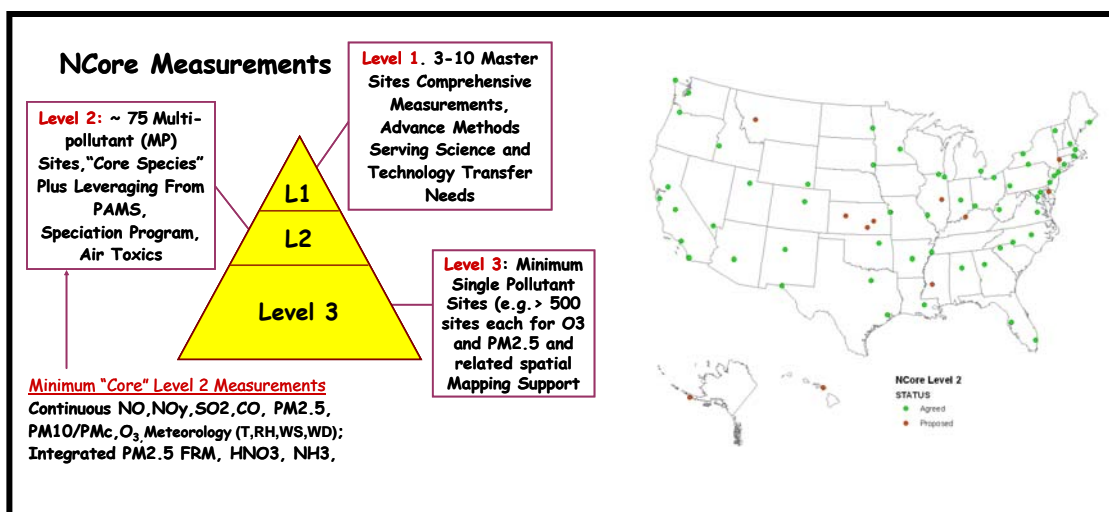 NCore Measurements
Level 1. 3-10 Master
Sites Comprehensive
Measurements,
Advance Methods
Serving Science and
Technology Transfer
Needs
Level 2: ~ 75 Multi-
pollutant (MP)
Sites,“Core Species”
Plus Leveraging From
PAMS,
Speciation Program,
Air Toxics
L1
L2
Level 3
Level 3: Minimum
Single Pollutant
Sites (e.g.> 500
sites each for O3
and PM2.5 and
related spatial
Mapping Support
Minimum “Core” Level 2 Measurements
Continuous NO,NOy,SO2,CO, PM2.5,
PM10/PMc,O3,Meteorology (T,RH,WS,WD);
Integrated PM2.5 FRM, HNO3, NH3,
NCore Level 2
STATUS
Agreed
Proposed